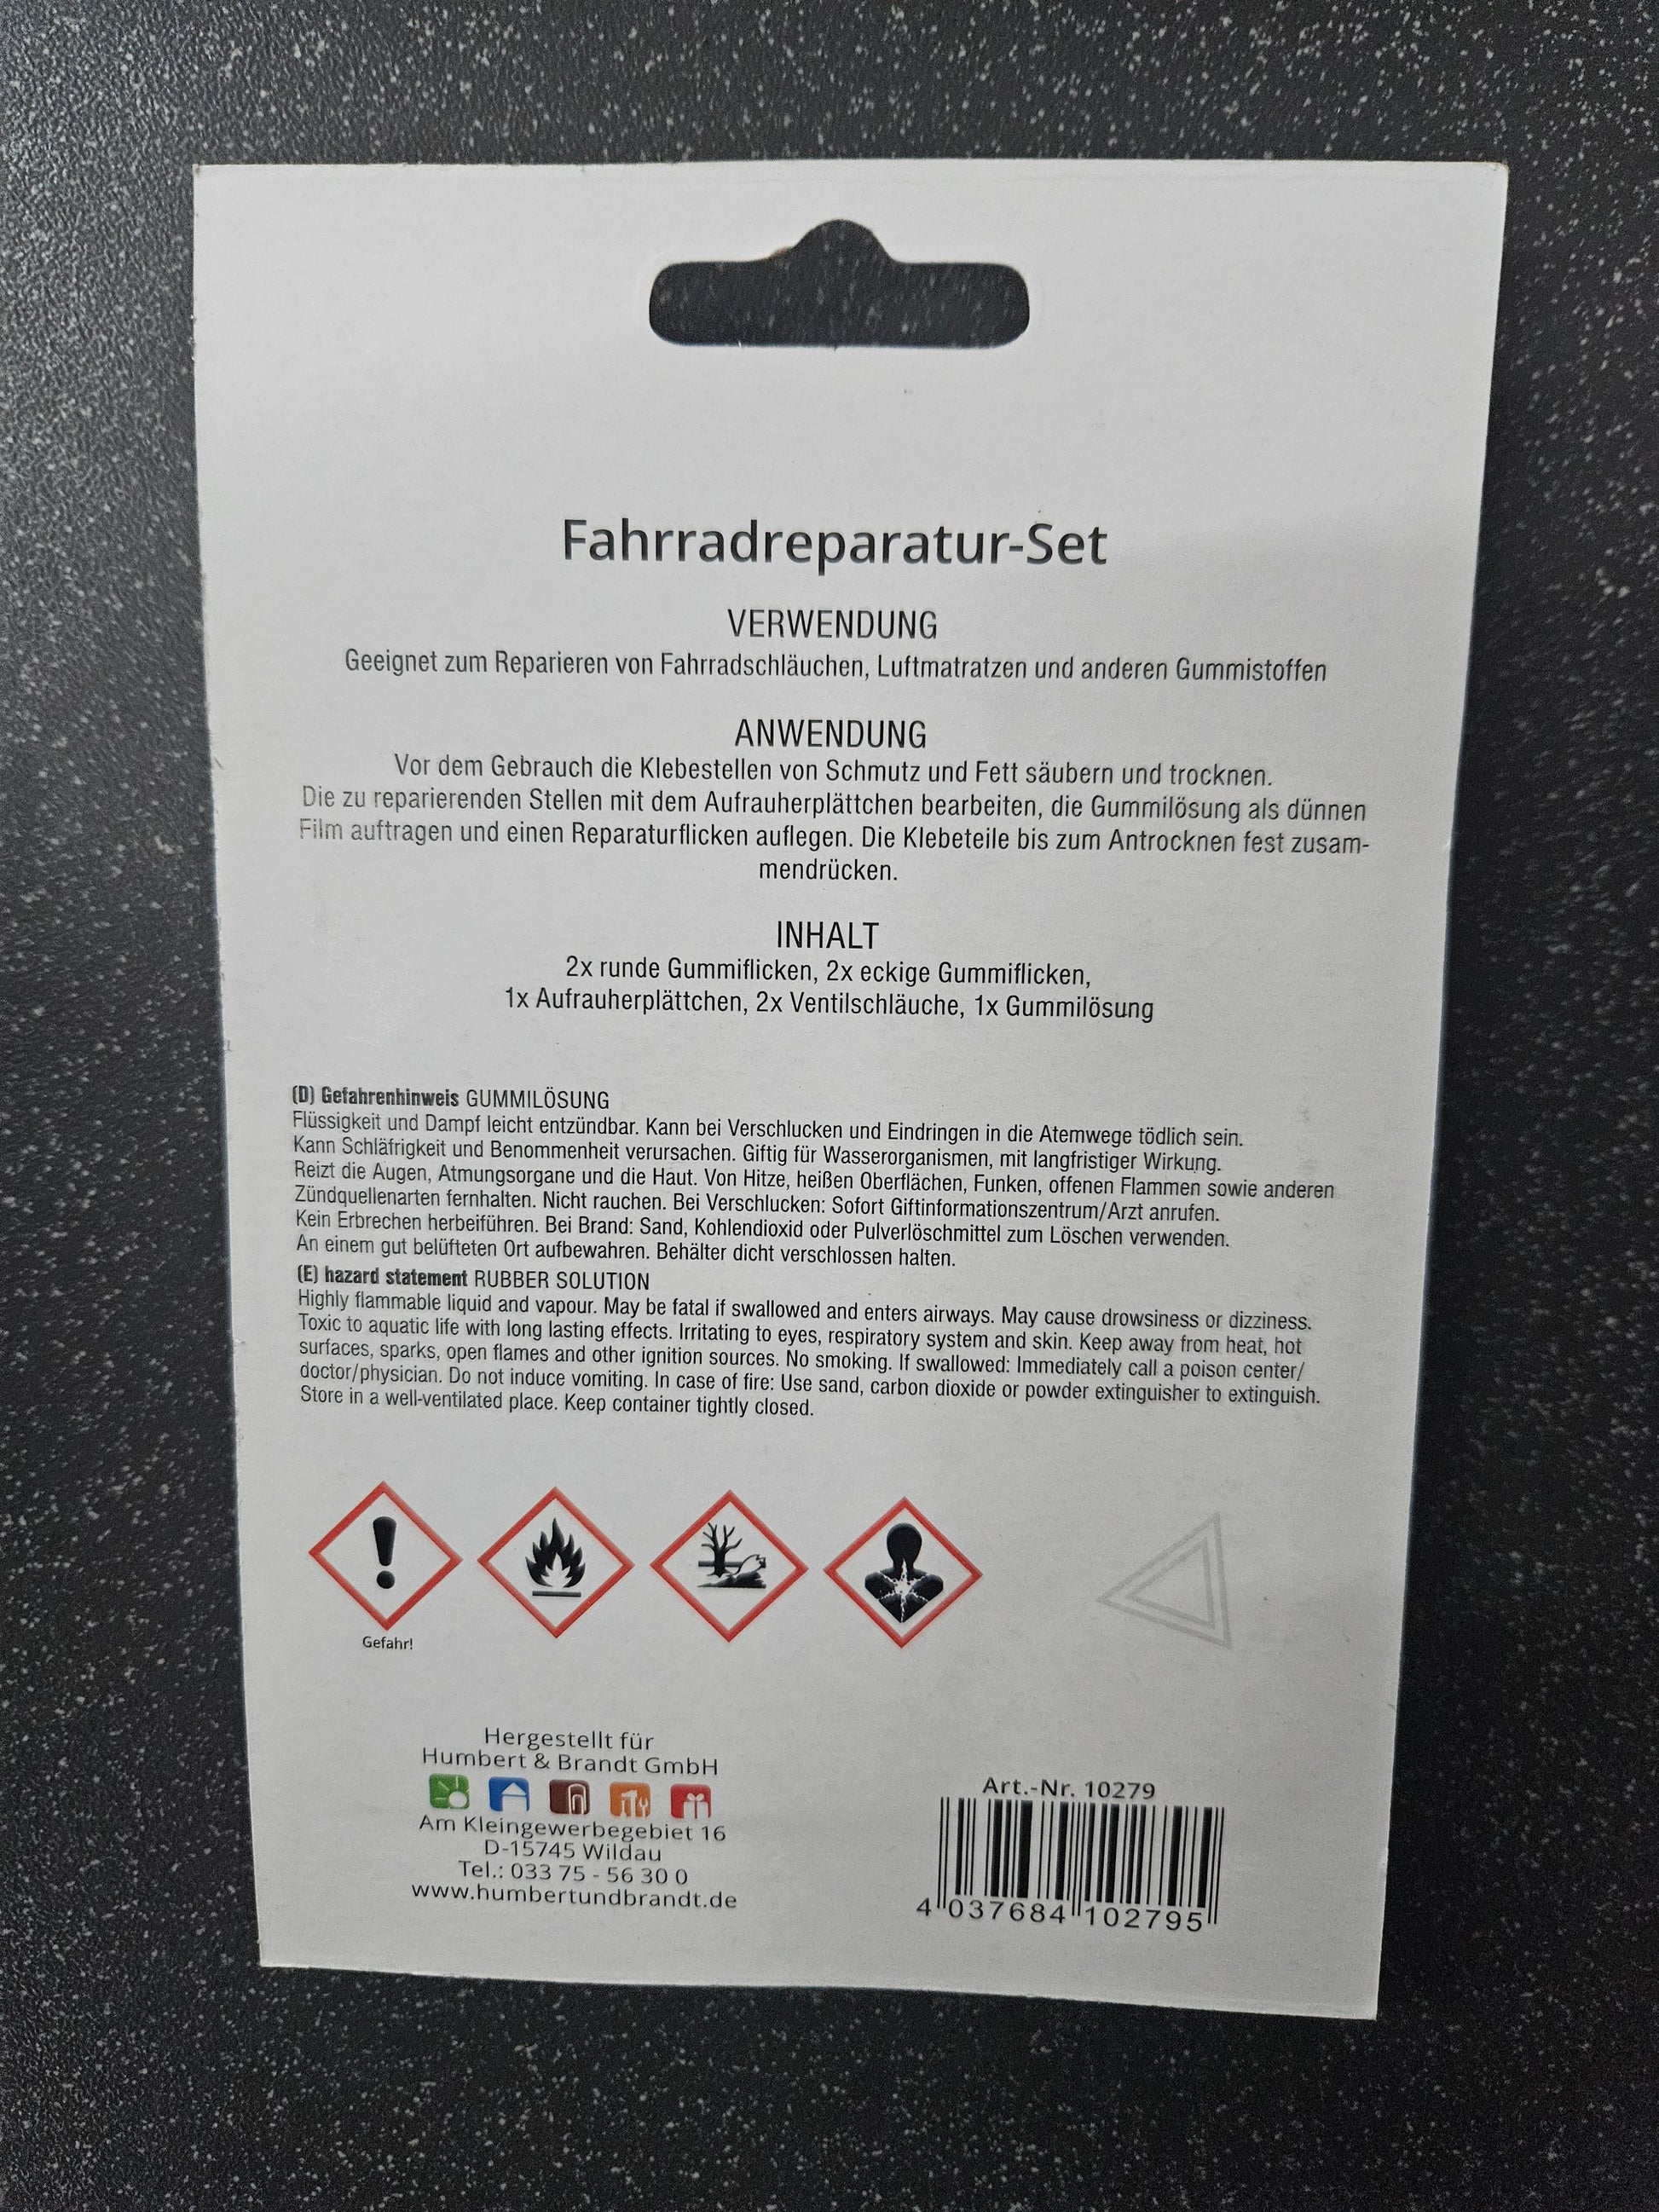 Fahrradreparatur-Set
VERWENDUNG
Geeignet zum Reparieren von Fahrradschläuchen, Luftmatratzen und anderen Gummistoffen
ANWENDUNG
Vor dem Gebrauch die Klebestellen von Schmutz und Fett säubern und trocknen.
Die zu reparierenden Stellen mit dem Aufrauherplättchen bearbeiten, die Gummilösung als dünnen
Film auftragen und einen Reparaturflicken auflegen. Die Klebeteile bis zum Antrocknen fest zusam-
mendrücken.
INHALT
2x runde Gummiflicken, 2x eckige Gummiflicken,
1x Aufrauherplättchen, 2x Ventilschläuche, 1x Gummilösung
(D) Gefahrenhinweis GUMMILÖSUNG
Flüssigkeit und Dampf leicht entzündbar. Kann bei Verschlucken und Eindringen in die Atemwege tödlich sein.
Kann Schläfrigkeit und Benommenheit verursachen. Giftig für Wasserorganismen, mit langfristiger Wirkung.
Reizt die Augen, Atmungsorgane und die Haut. Von Hitze, heißen Oberflächen, Funken, offenen Flammen sowie anderen
Zündquellenarten fernhalten. Nicht rauchen. Bei Verschlucken: Sofort Giftinformationszentrum/Arzt anrufen.
Kein Erbrechen herbeiführen. Bei Brand: Sand, Kohlendioxid oder Pulverlöschmittel zum Löschen verwenden.
An einem gut belüfteten Ort aufbewahren. Behälter dicht verschlossen halten.
(E) hazard statement RUBBER SOLUTION
Highly flammable liquid and vapour. May be fatal if swallowed and enters airways. May cause drowsiness or dizziness.
Toxic to aquatic life with long lasting effects. Irritating to eyes, respiratory system and skin. Keep away from heat, hot
surfaces, sparks, open flames and other ignition sources. No smoking. If swallowed: Immediately call a poison center/
doctor/physician. Do not induce vomiting. In case of fire: Use sand, carbon dioxide or powder extinguisher to extinguish.
Store in a well-ventilated place. Keep container tightly closed.
Gefahr!
Hergestellt für
Humbert & Brandt GmbH
Am Kleingewerbegebiet 16
D-15745 Wildau
Tel.: 033 75 - 56 30 0
www.humbertundbrandt.de
Art.-Nr. 10279
4 037684 102795